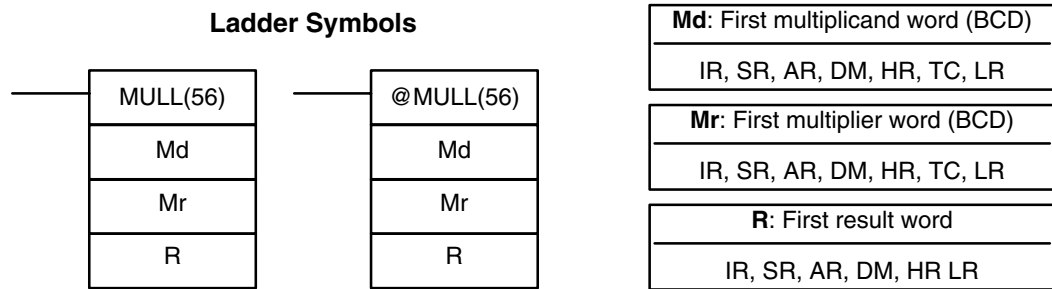 Ladder Symbols
MULL(56)
Md
Mr
R
@MULL(56)
Md
Mr
R
Md: First multiplicand word (BCD)
IR, SR, AR, DM, HR, TC, LR
Mr: First multiplier word (BCD)
IR, SR, AR, DM, HR, TC, LR
R: First result word
IR, SR, AR, DM, HR LR